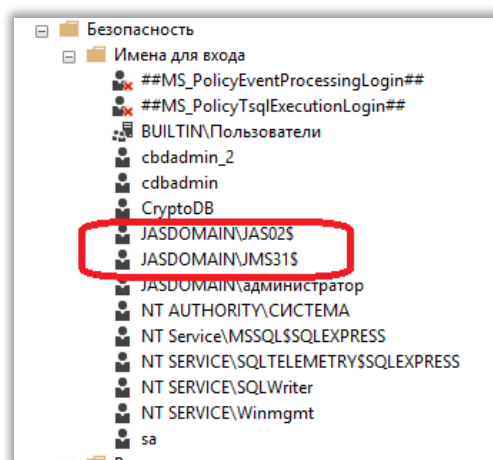 Безопасность
Имена для входа
##MS_PolicyEventProcessingLogin##
##MS_PolicyTsqlExecutionLogin##
BUILTIN\Пользователи
cbdadmin_2
cdbadmin
CryptoDB
JASDOMAIN\JAS02$
JASDOMAIN\JMS31$
JASDOMAIN\администратор
NT AUTHORITY\СИСТЕМА
NT Service\MSSQL$SQLEXPRESS
NT SERVICE\SQLTELEMETRY$SQLEXPRESS
NT SERVICE\SQLWriter
NT SERVICE\Winmgmt
sa